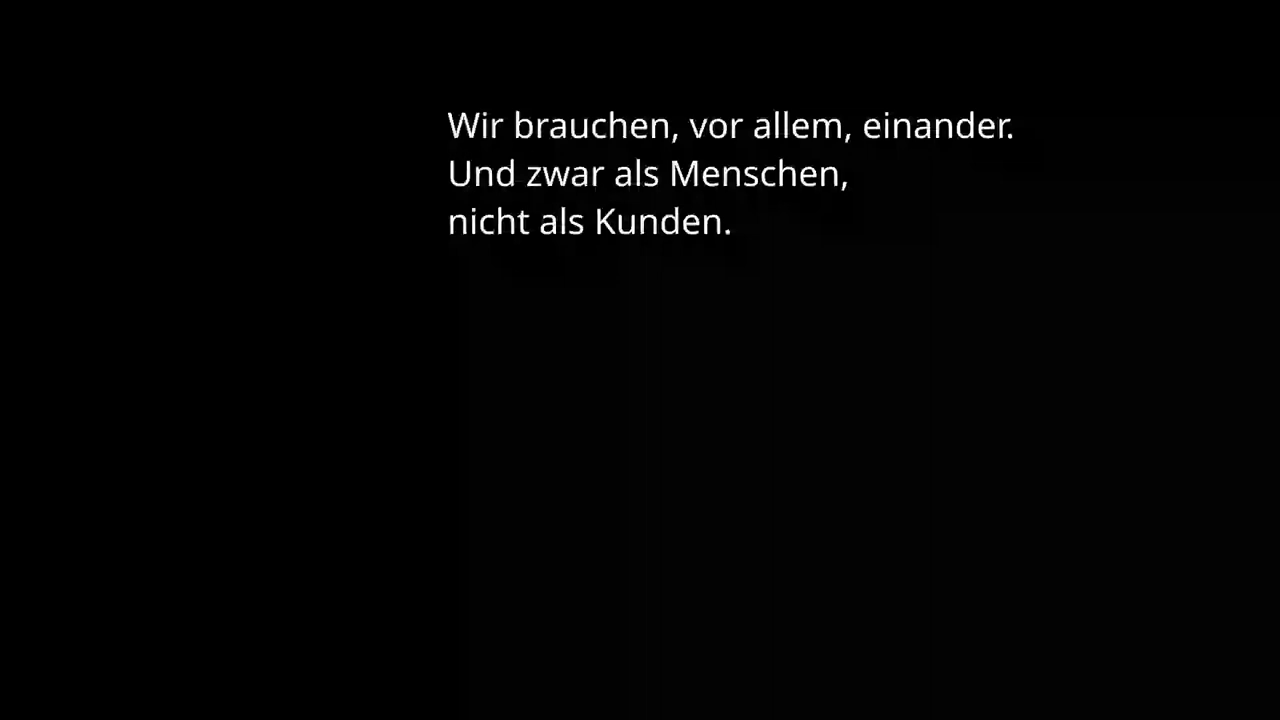 Wir brauchen, vor allem, einander.
Und zwar als Menschen,
nicht als Kunden.